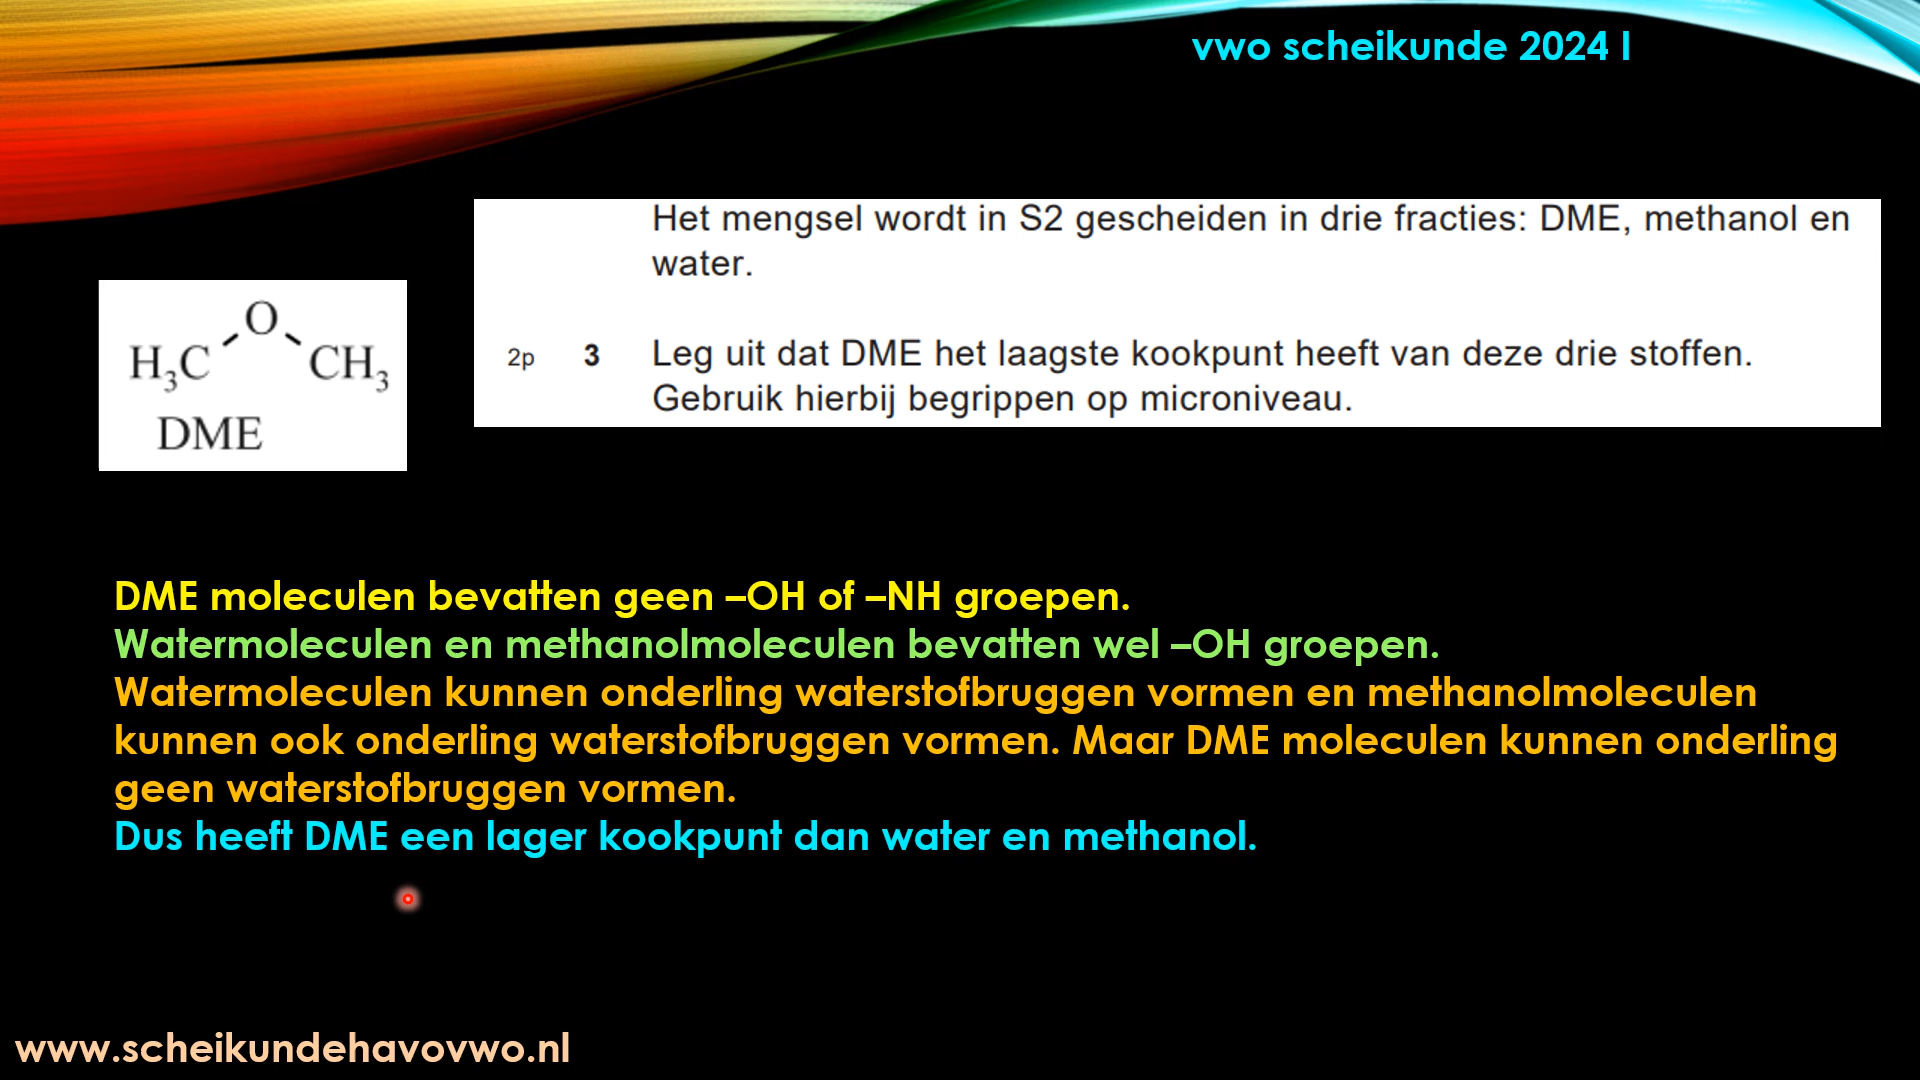 vwo scheikunde 2024 I
Het mengsel wordt in S2 gescheiden in drie fracties: DME, methanol en
water.
2p 3 Leg uit dat DME het laagste kookpunt heeft van deze drie stoffen.
Gebruik hierbij begrippen op microniveau.
O
H₃C CH₃
DME
DME moleculen bevatten geen –OH of –NH groepen.
Watermoleculen en methanolmoleculen bevatten wel –OH groepen.
Watermoleculen kunnen onderling waterstofbruggen vormen en methanolmoleculen
kunnen ook onderling waterstofbruggen vormen. Maar DME moleculen kunnen onderling
geen waterstofbruggen vormen.
Dus heeft DME een lager kookpunt dan water en methanol.
www.scheikundehavovwo.nl